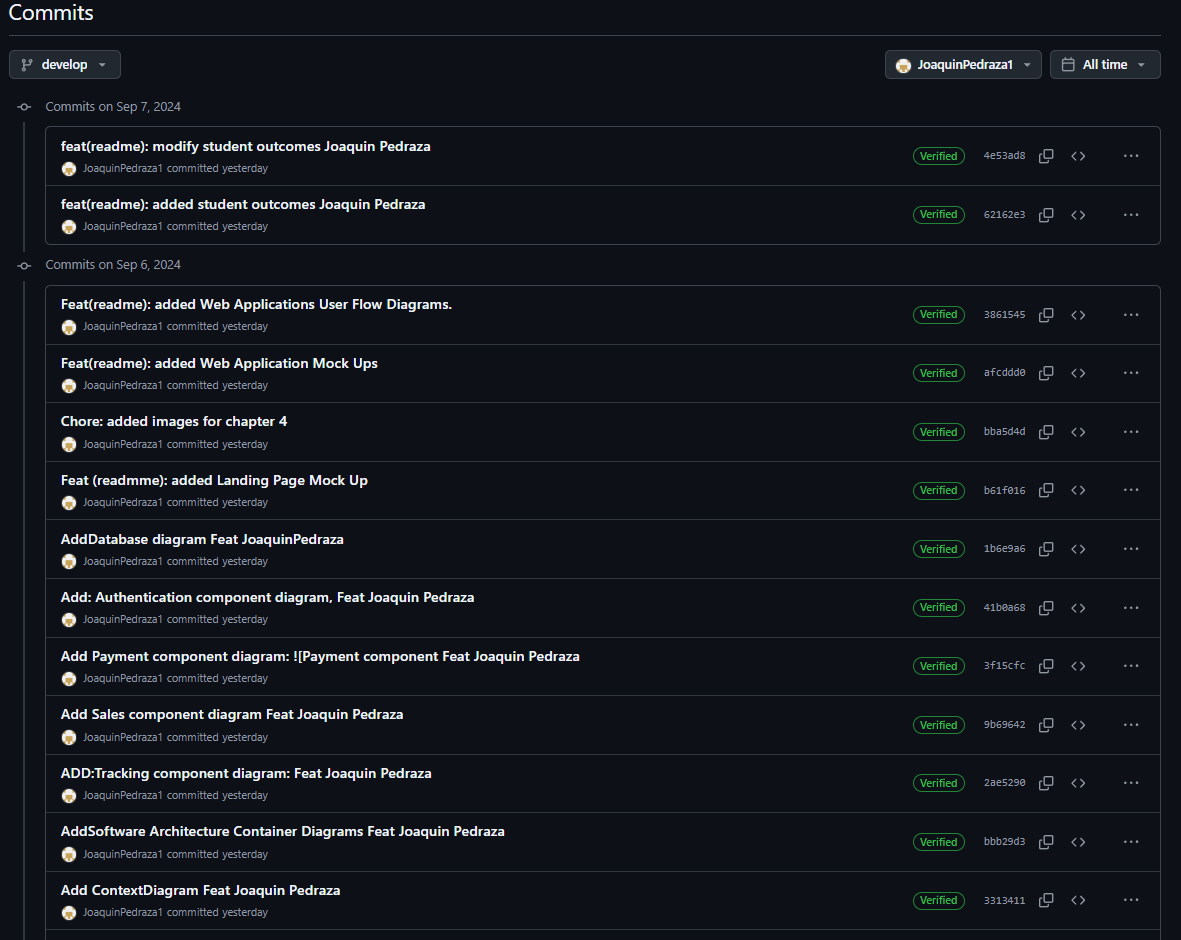 Commits
develop
JoaquinPedraza1
All time
Commits on Sep 7, 2024
feat(readme): modify student outcomes Joaquin Pedraza
JoaquinPedraza1 committed yesterday
Verified
4e53ad8
feat(readme): added student outcomes Joaquin Pedraza
JoaquinPedraza1 committed yesterday
Verified
62162e3
Commits on Sep 6, 2024
Feat(readme): added Web Applications User Flow Diagrams.
JoaquinPedraza1 committed yesterday
Verified
3861545
Feat(readme): added Web Application Mock Ups
JoaquinPedraza1 committed yesterday
Verified
afcddd0
Chore: added images for chapter 4
JoaquinPedraza1 committed yesterday
Verified
bba5d4d
Feat (readmme): added Landing Page Mock Up
JoaquinPedraza1 committed yesterday
Verified
b61f016
AddDatabase diagram Feat JoaquinPedraza
JoaquinPedraza1 committed yesterday
Verified
1b6e9a6
Add: Authentication component diagram, Feat Joaquin Pedraza
JoaquinPedraza1 committed yesterday
Verified
41b0a68
Add Payment component diagram: ![Payment component Feat Joaquin Pedraza
JoaquinPedraza1 committed yesterday
Verified
3f15cfc
Add Sales component diagram Feat Joaquin Pedraza
JoaquinPedraza1 committed yesterday
Verified
9b69642
ADD:Tracking component diagram: Feat Joaquin Pedraza
JoaquinPedraza1 committed yesterday
Verified
2ae5290
AddSoftware Architecture Container Diagrams Feat Joaquin Pedraza
JoaquinPedraza1 committed yesterday
Verified
bbb29d3
Add ContextDiagram Feat Joaquin Pedraza
JoaquinPedraza1 committed yesterday
Verified
3313411